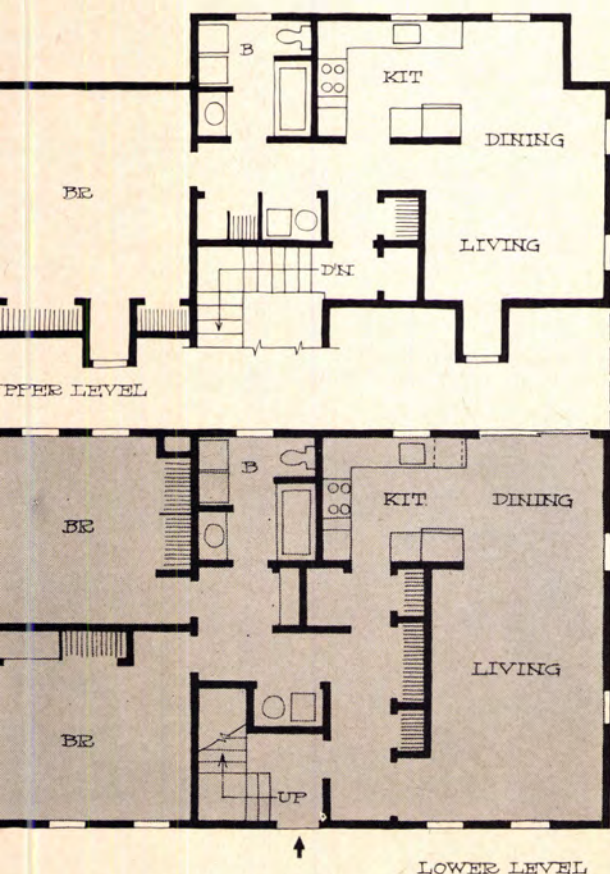 B
KIT
DINING
BR
LIVING
D'N
PPER LEVEL
B
KIT
DINING
BR
LIVING
BR
UP
LOWER LEVEL